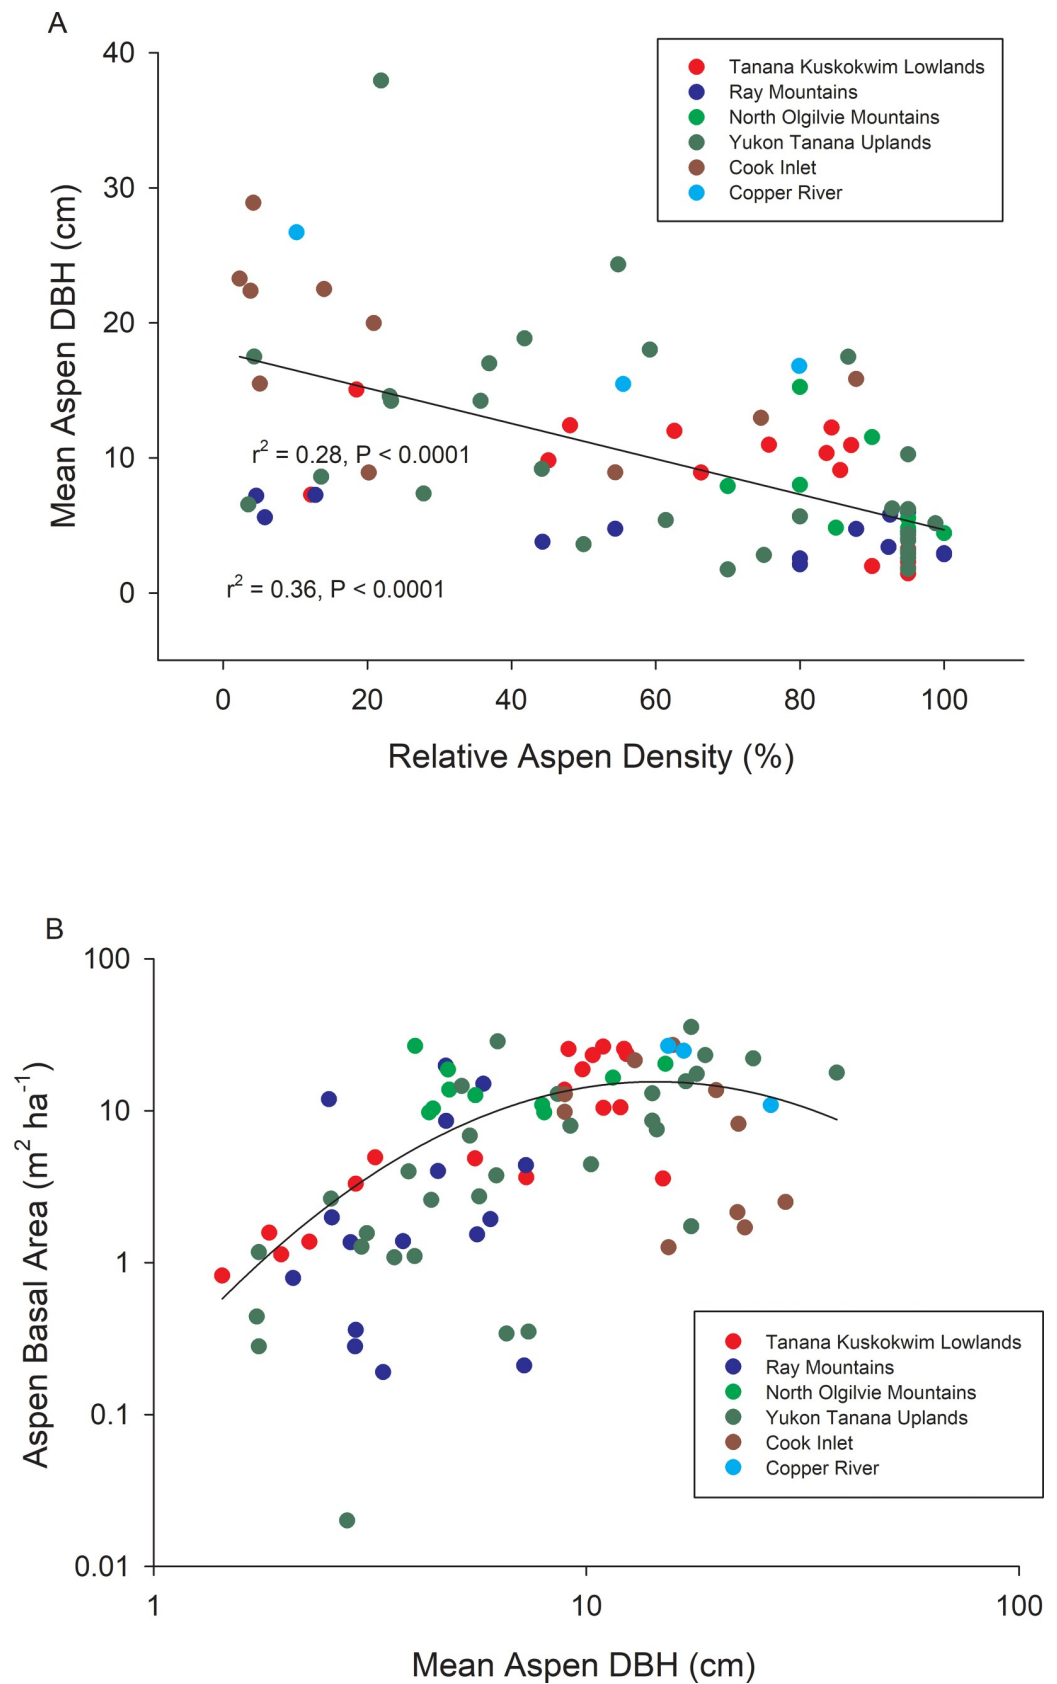 A
40
30
20
10
0
Mean Aspen DBH (cm)
Tanana Kuskokwim Lowlands
Ray Mountains
North Olgilvie Mountains
Yukon Tanana Uplands
Cook Inlet
Copper River
r² = 0.28, P < 0.0001
r² = 0.36, P < 0.0001
0 20 40 60 80 100
Relative Aspen Density (%)
B
100
10
1
0.1
0.01
Aspen Basal Area (m² ha⁻¹)
Tanana Kuskokwim Lowlands
Ray Mountains
North Olgilvie Mountains
Yukon Tanana Uplands
Cook Inlet
Copper River
1 10 100
Mean Aspen DBH (cm)